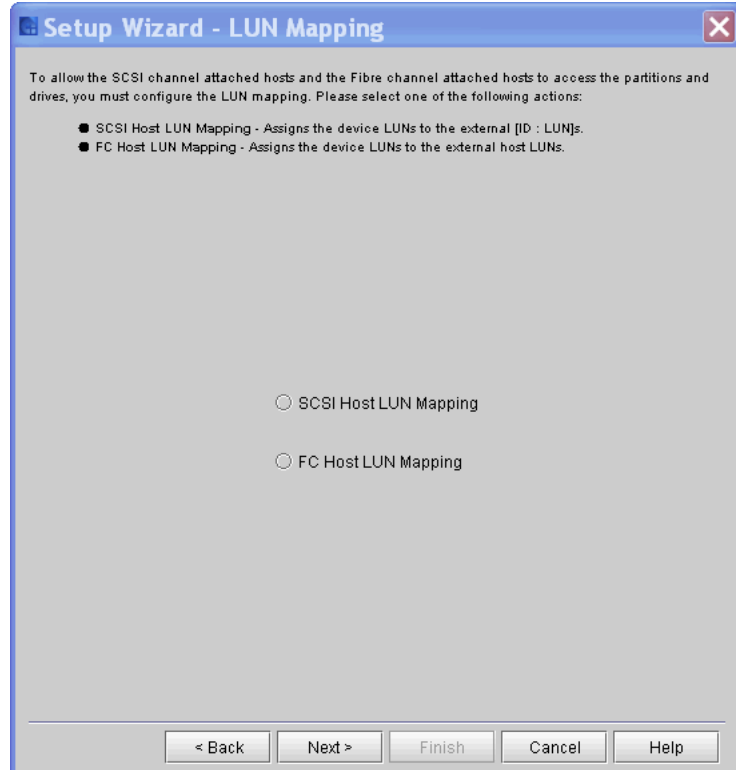 Setup Wizard - LUN Mapping
To allow the SCSI channel attached hosts and the Fibre channel attached hosts to access the partitions and
drives, you must configure the LUN mapping. Please select one of the following actions:
● SCSI Host LUN Mapping - Assigns the device LUNs to the external [ID : LUN]s.
● FC Host LUN Mapping - Assigns the device LUNs to the external host LUNs.
SCSI Host LUN Mapping
FC Host LUN Mapping
< Back Next > Finish Cancel Help